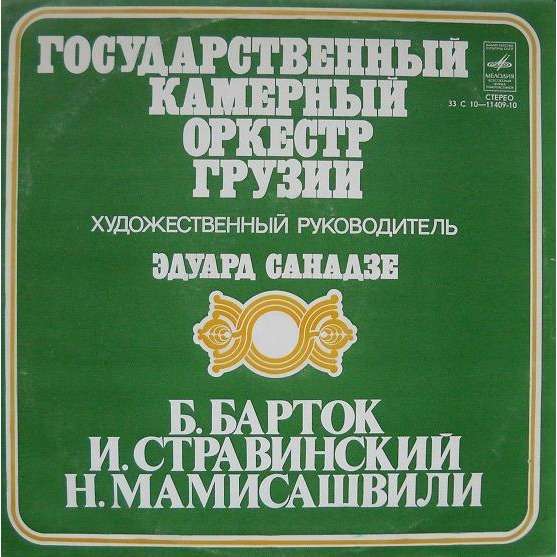 ГОСУДАРСТВЕННЫЙ
КАМЕРНЫЙ
ОРКЕСТР
ГРУЗИИ
МЕЛОДИЯ
СТЕРЕО
33 С 10—11409-10
ХУДОЖЕСТВЕННЫЙ РУКОВОДИТЕЛЬ
ЭДУАРД САНАДЗЕ
Б. БАРТОК
И. СТРАВИНСКИЙ
Н. МАМИСАШВИЛИ